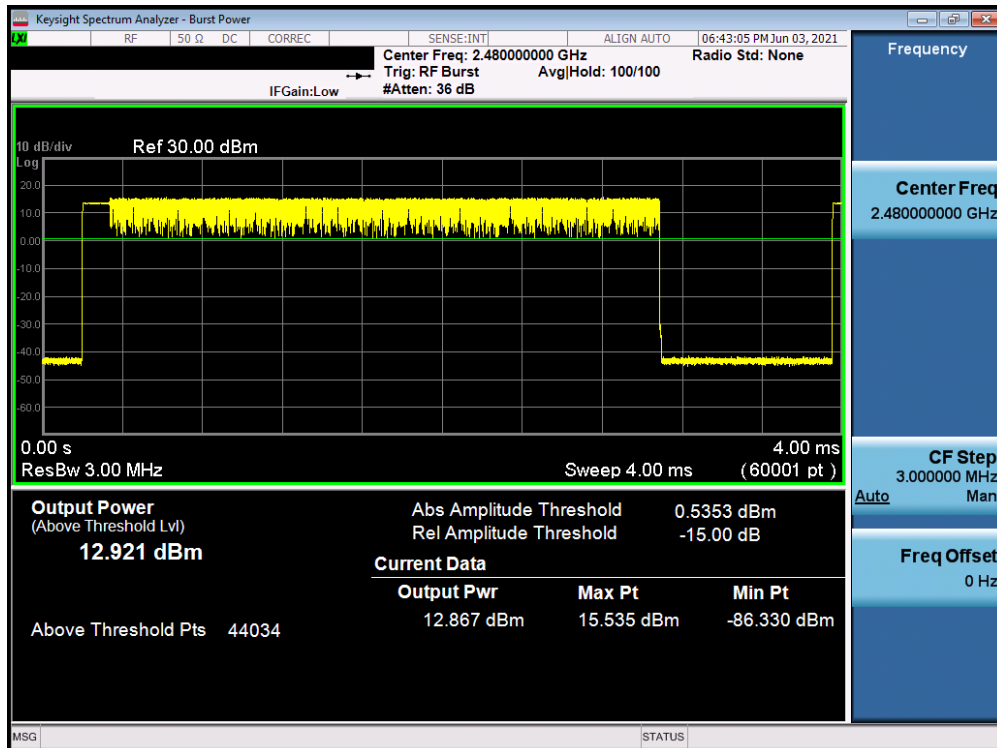 Keysight Spectrum Analyzer - Burst Power
LXI RF 50 Ω DC CORREC SENSE:INT ALIGN AUTO 06:43:05 PM Jun 03, 2021
Center Freq: 2.480000000 GHz Radio Std: None
Trig: RF Burst Avg|Hold: 100/100
IFGain:Low #Atten: 36 dB
Frequency
10 dB/div Ref 30.00 dBm
Log
20.0
10.0
0.00
-10.0
-20.0
-30.0
-40.0
-50.0
-60.0
0.00 s 4.00 ms
ResBw 3.00 MHz Sweep 4.00 ms (60001 pt )
Center Freq
2.480000000 GHz
CF Step
3.000000 MHz
Auto Man
Freq Offset
0 Hz
Output Power
(Above Threshold Lvl)
12.921 dBm
Above Threshold Pts 44034
Abs Amplitude Threshold 0.5353 dBm
Rel Amplitude Threshold -15.00 dB
Current Data
Output Pwr Max Pt Min Pt
12.867 dBm 15.535 dBm -86.330 dBm
MSG STATUS